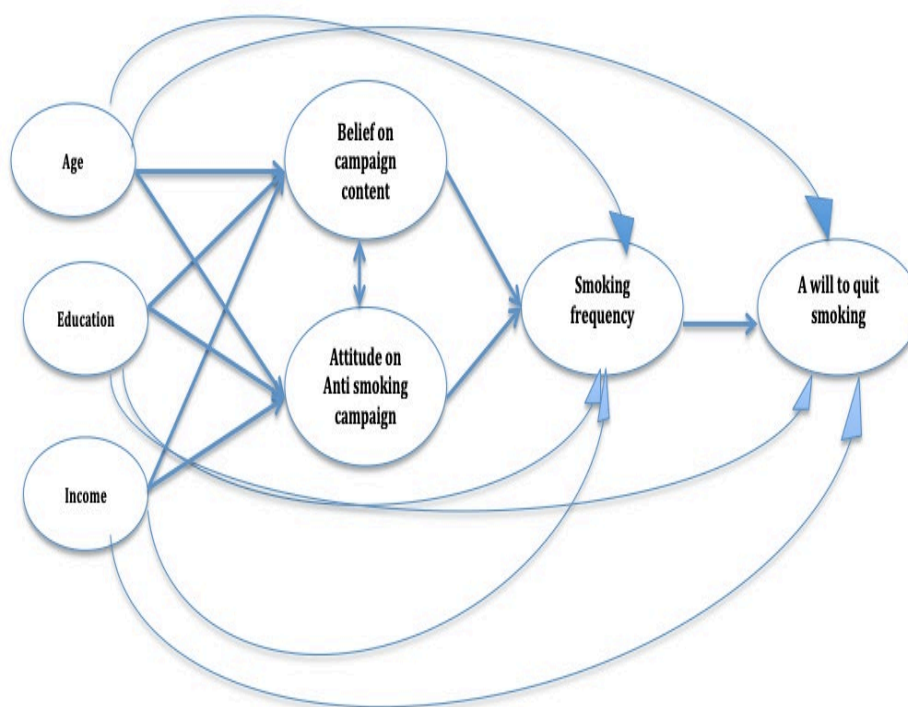 Age
Belief on
campaign
content
Education
Attitude on
Anti smoking
campaign
Income
Smoking
frequency
A will to quit
smoking